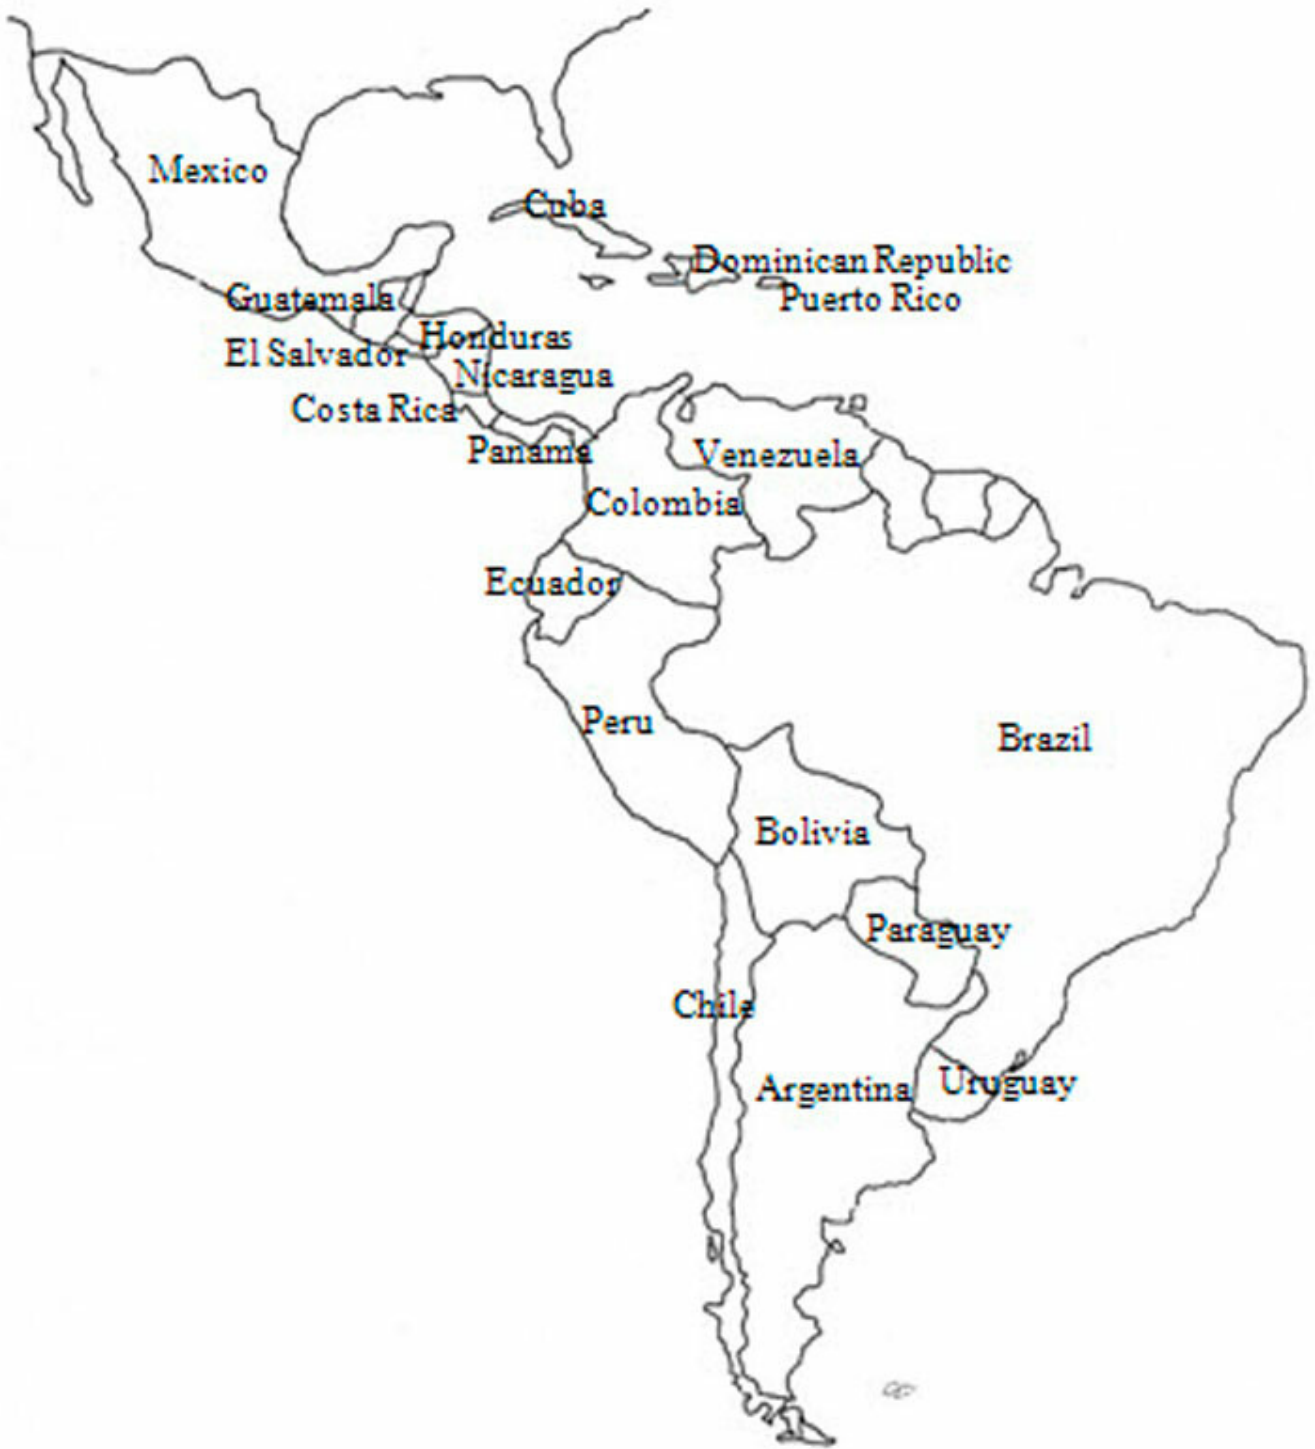 Mexico
Cuba
Dominican Republic
Puerto Rico
Guatemala
Honduras
El Salvador
Nicaragua
Costa Rica
Panama
Venezuela
Colombia
Ecuador
Peru
Brazil
Bolivia
Paraguay
Chile
Argentina
Uruguay